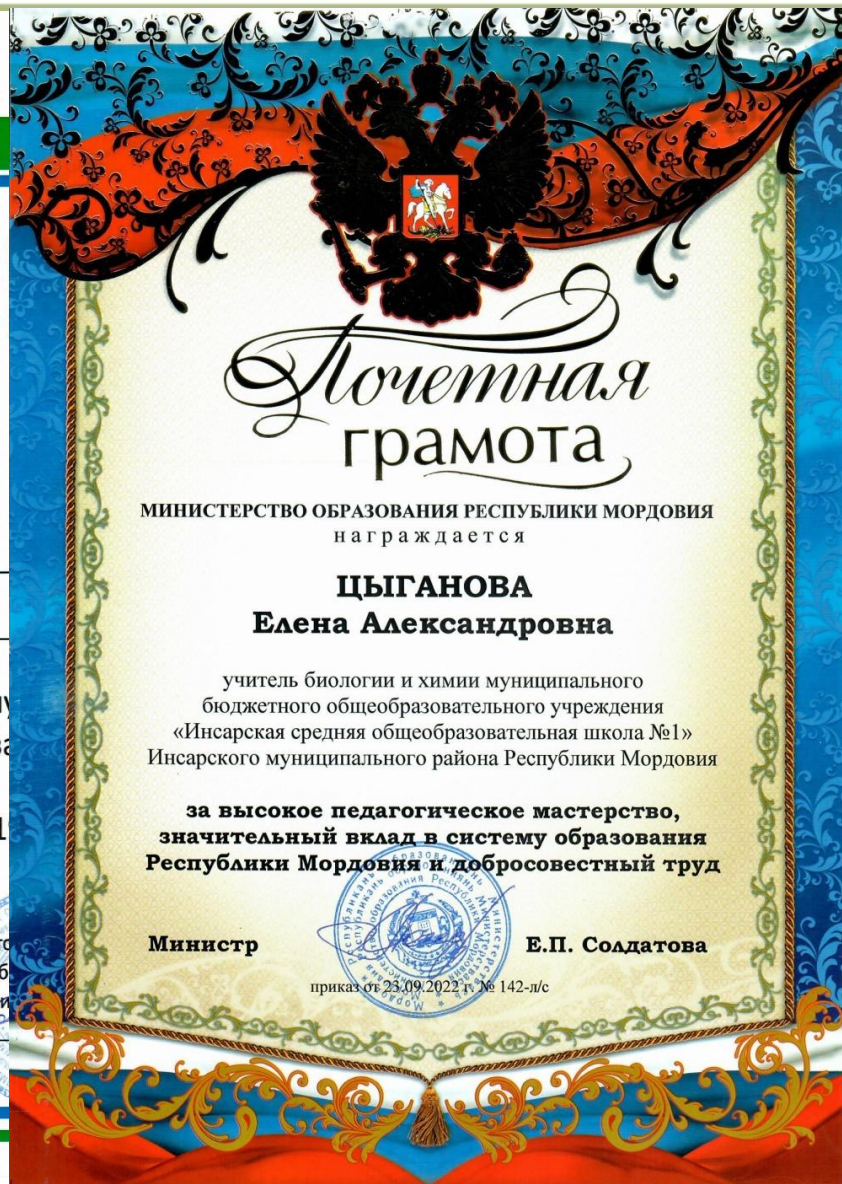 Почетная
грамота
МИНИСТЕРСТВО ОБРАЗОВАНИЯ РЕСПУБЛИКИ МОРДОВИЯ
награждается
ЦЫГАНОВА
Елена Александровна
учитель биологии и химии муниципального
бюджетного общеобразовательного учреждения
«Инсарская средняя общеобразовательная школа №1»
Инсарского муниципального района Республики Мордовия
за высокое педагогическое мастерство,
значительный вклад в систему образования
Республики Мордовия и добросовестный труд
Министр Е.П. Солдатова
приказ от 23.09.2022 г. № 142-л/с